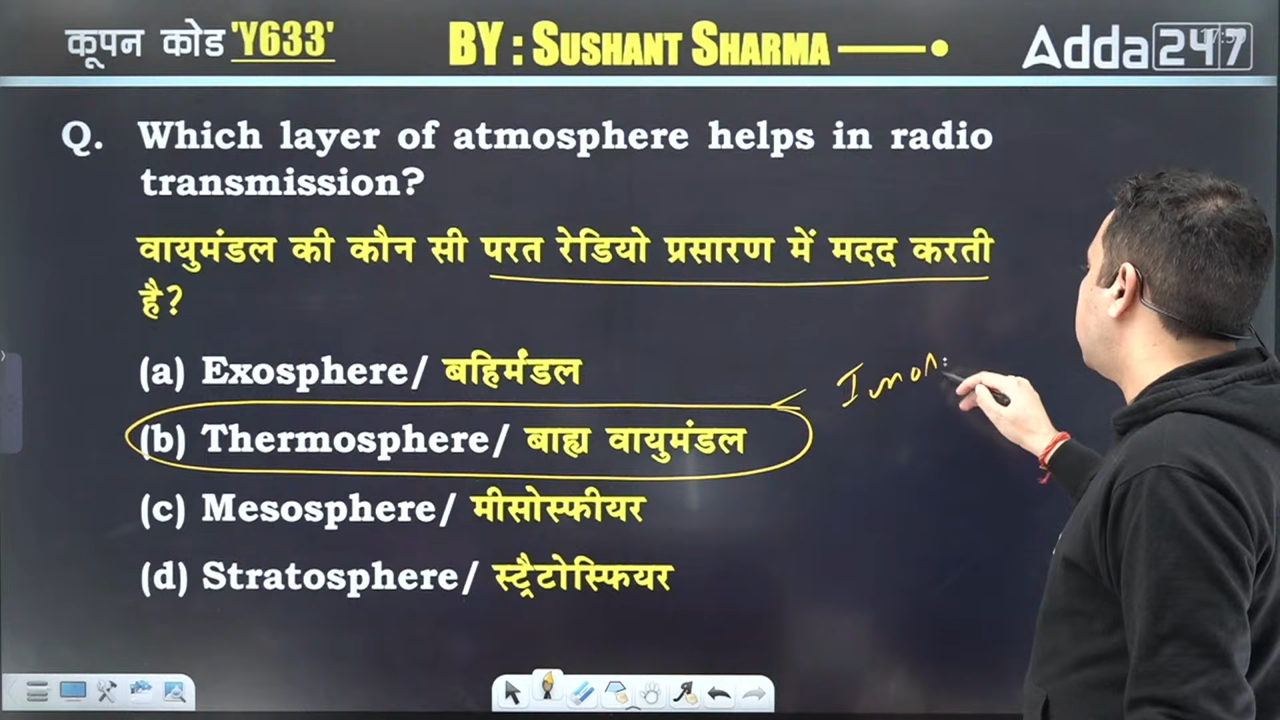 कूपन कोड 'Y633'
BY : SUSHANT SHARMA
Adda247
Q. Which layer of atmosphere helps in radio
transmission?
वायुमंडल की कौन सी परत रेडियो प्रसारण में मदद करती
है?
(a) Exosphere/ बहिर्मंडल
(b) Thermosphere/ बाह्य वायुमंडल
(c) Mesosphere/ मीसोस्फीयर
(d) Stratosphere/ स्ट्रैटोस्फियर